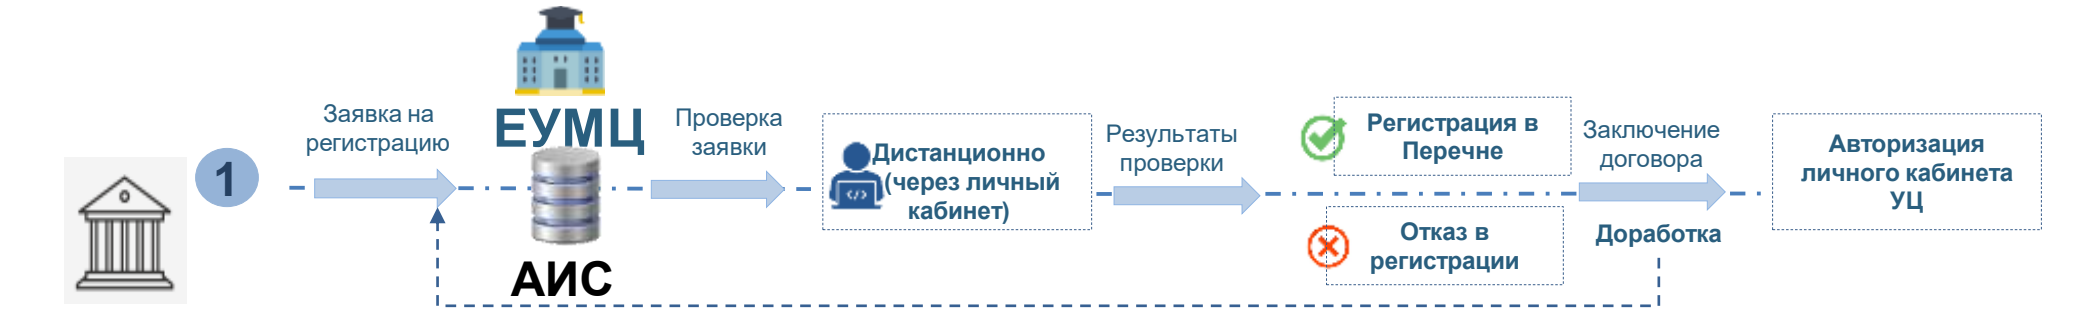 1
Заявка на
регистрацию
ЕУМЦ
АИС
Проверка
заявки
Дистанционно
(через личный
кабинет)
Результаты
проверки
Регистрация в
Перечне
Отказ в
регистрации
Заключение
договора
Доработка
Авторизация
личного кабинета
УЦ